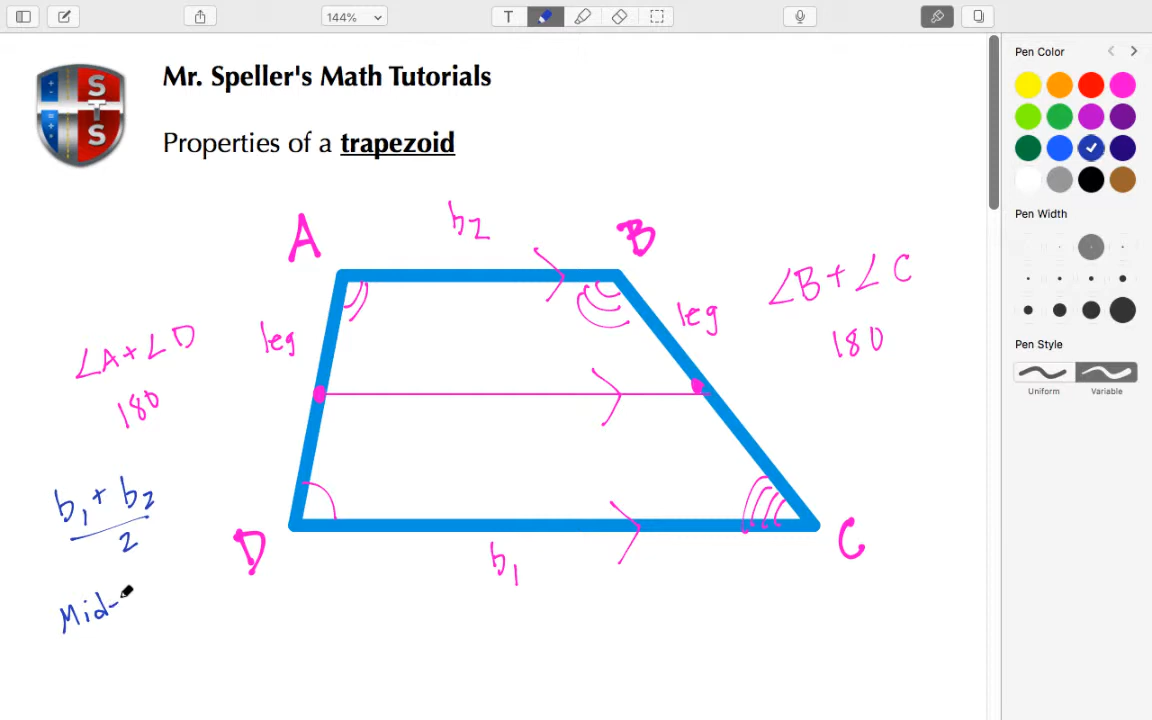 144%
T
Pen Color
Mr. Speller's Math Tutorials
STS
Properties of a trapezoid
Pen Width
Pen Style
Uniform
Variable
A
b2
B
leg
leg
∠B + ∠C
180
∠A + ∠D
180
b1 + b2
2
D
b1
C
Mid-